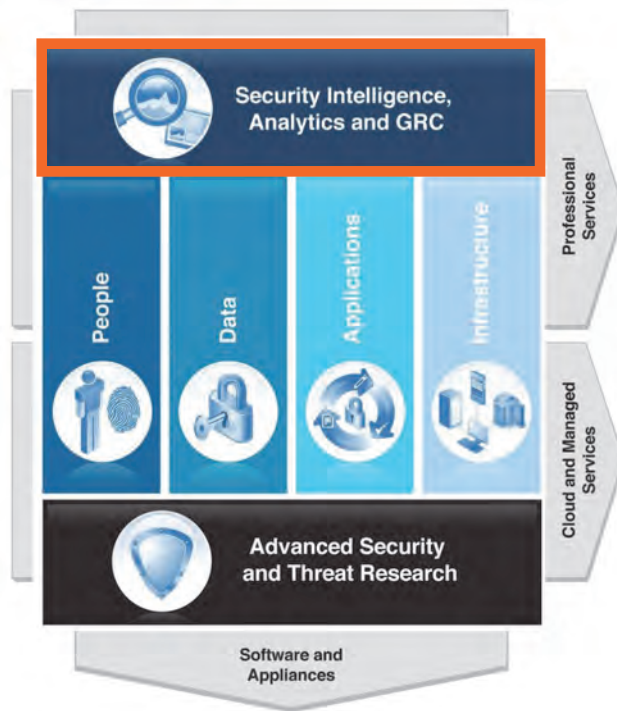 Security Intelligence,
Analytics and GRC
People
Data
Applications
Infrastructure
Professional
Services
Cloud and Managed
Services
Advanced Security
and Threat Research
Software and
Appliances